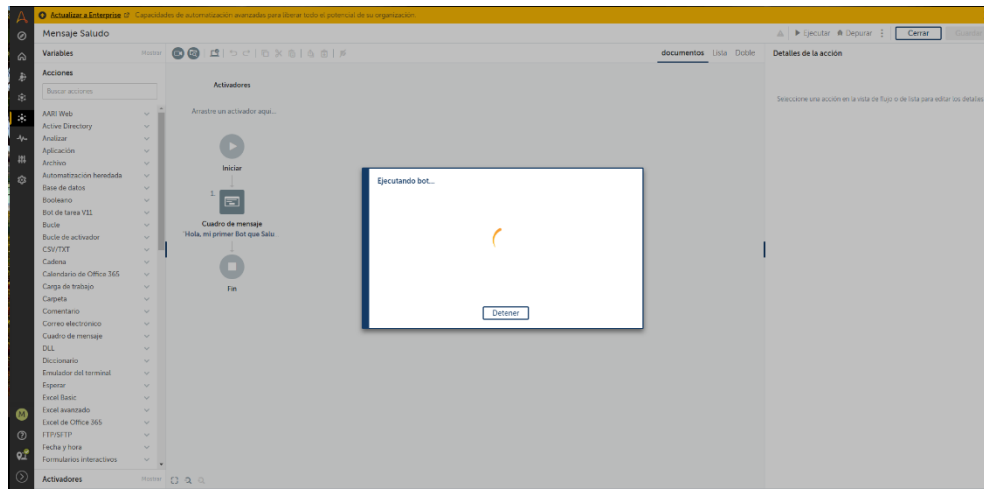 Actualizar a Enterprise Capacidades de automatización avanzadas para liberar todo el potencial de su organización.
Mensaje Saludo
Ejecutar Depurar Cerrar Guardar
Variables Mostrar
documentos Lista Doble
Detalles de la acción
Acciones
Buscar acciones
Seleccione una acción en la vista de flujo o de lista para editar los detalles
AARI Web
Active Directory
Analizar
Aplicación
Archivo
Automatización heredada
Base de datos
Booleano
Bot de tarea V11
Bucle
Bucle de activador
CSV/TXT
Cadena
Calendario de Office 365
Carga de trabajo
Carpeta
Comentario
Correo electrónico
Cuadro de mensaje
DLL
Diccionario
Emulador del terminal
Esperar
Excel Basic
Excel avanzado
Excel de Office 365
FTP/SFTP
Fecha y hora
Formularios interactivos
Activadores Mostrar
M
Activadores
Arrastre un activador aquí...
Iniciar
Cuadro de mensaje
"Hola, mi primer Bot que Salu
Fin
Ejecutando bot...
Detener